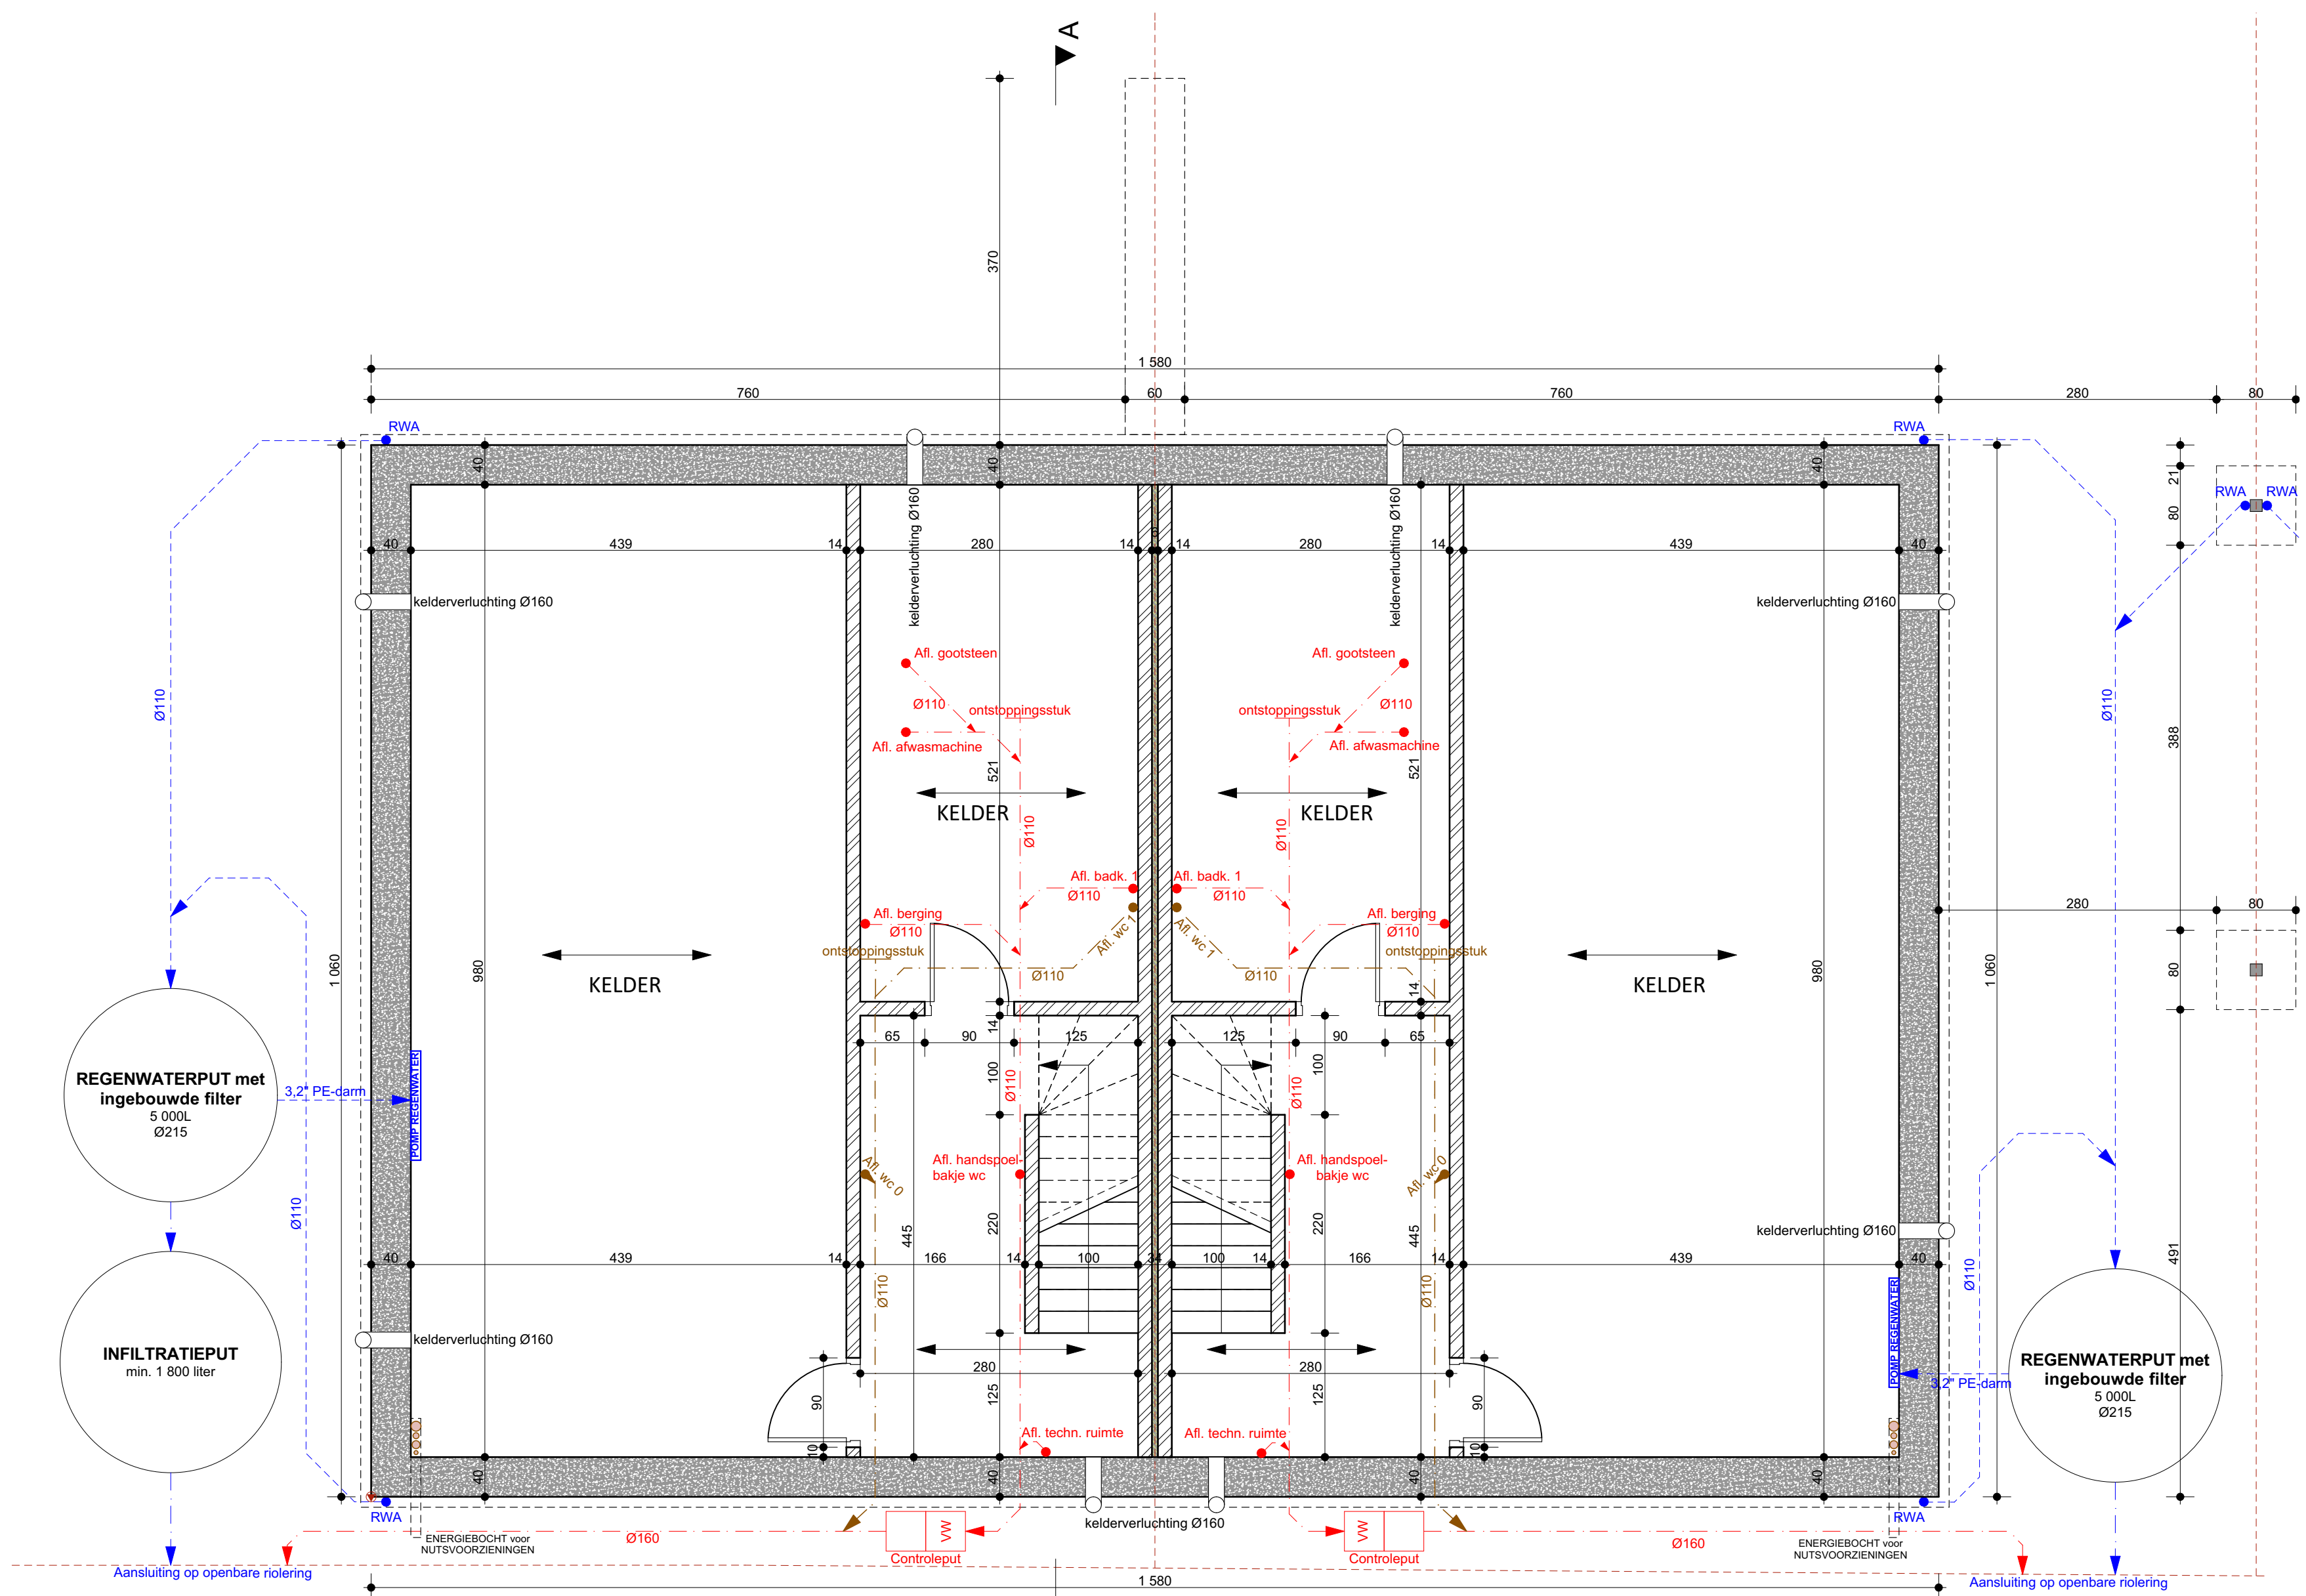 A
370
1 580
760
60
760
280
80
RWA
RWA
40
40
40
21
RWA
RWA
80
kelderverluchting Ø160
kelderverluchting Ø160
40
439
14
280
14
6
14
280
14
439
40
kelderverluchting Ø160
kelderverluchting Ø160
Afl. gootsteen
Afl. gootsteen
Ø110
Ø110
Ø110
Ø110
ontstoppingsstuk
ontstoppingsstuk
Afl. afwasmachine
Afl. afwasmachine
388
521
521
KELDER
KELDER
Ø110
Ø110
Afl. badk. 1
Afl. badk. 1
Ø110
Ø110
280
80
Afl. berging
Afl. berging
Ø110
Ø110
Afl. wc 1
Afl. wc 1
ontstoppingsstuk
ontstoppingsstuk
1 060
980
Ø110
Ø110
980
1 060
80
KELDER
KELDER
14
14
65
90
125
125
90
65
100
100
REGENWATERPUT met
ingebouwde filter
5 000L
Ø215
3,2" PE-darm
POMP REGENWATER
Ø110
Ø110
Afl. wc 0
Afl. handspoel-
bakje wc
Afl. handspoel-
bakje wc
Afl. wc 0
Ø110
445
220
220
445
kelderverluchting Ø160
40
439
14
166
14
100
34
100
14
166
14
439
40
491
Ø110
Ø110
Ø110
kelderverluchting Ø160
INFILTRATIEPUT
min. 1 800 liter
280
280
POMP REGENWATER
3,2" PE-darm
REGENWATERPUT met
ingebouwde filter
5 000L
Ø215
90
125
125
90
Afl. techn. ruimte
Afl. techn. ruimte
10
10
40
40
40
40
RWA
kelderverluchting Ø160
RWA
ENERGIEBOCHT voor
NUTSVOORZIENINGEN
Ø160
VW
VW
Ø160
ENERGIEBOCHT voor
NUTSVOORZIENINGEN
Controleput
Controleput
Aansluiting op openbare riolering
Aansluiting op openbare riolering
1 580